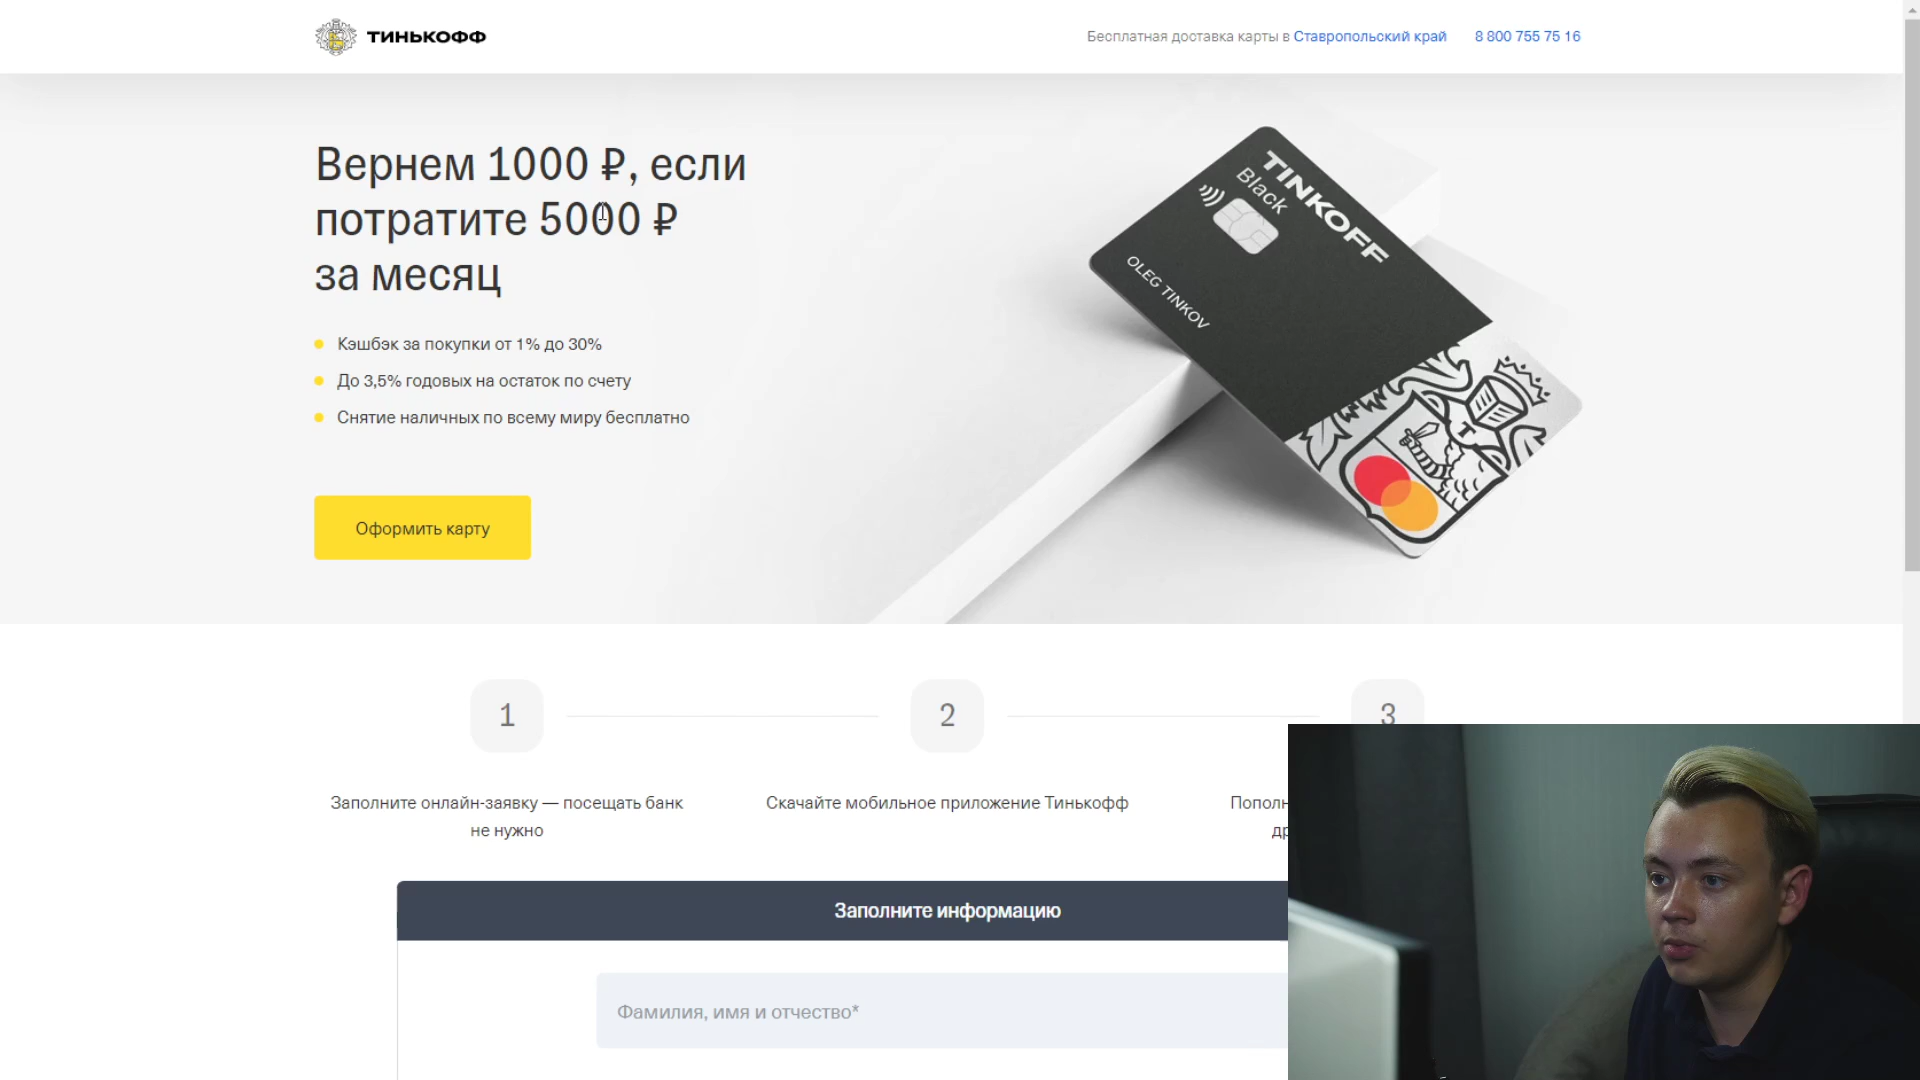 ТИНЬКОФФ
Бесплатная доставка карты в Ставропольский край
8 800 755 75 16
Вернем 1000 ₽, если
потратите 5000 ₽
за месяц
Кэшбэк за покупки от 1% до 30%
До 3,5% годовых на остаток по счету
Снятие наличных по всему миру бесплатно
Оформить карту
TINKOFF
Black
OLEG TINKOV
T
1
2
3
Заполните онлайн-заявку — посещать банк
не нужно
Скачайте мобильное приложение Тинькофф
Заполните информацию
Фамилия, имя и отчество*